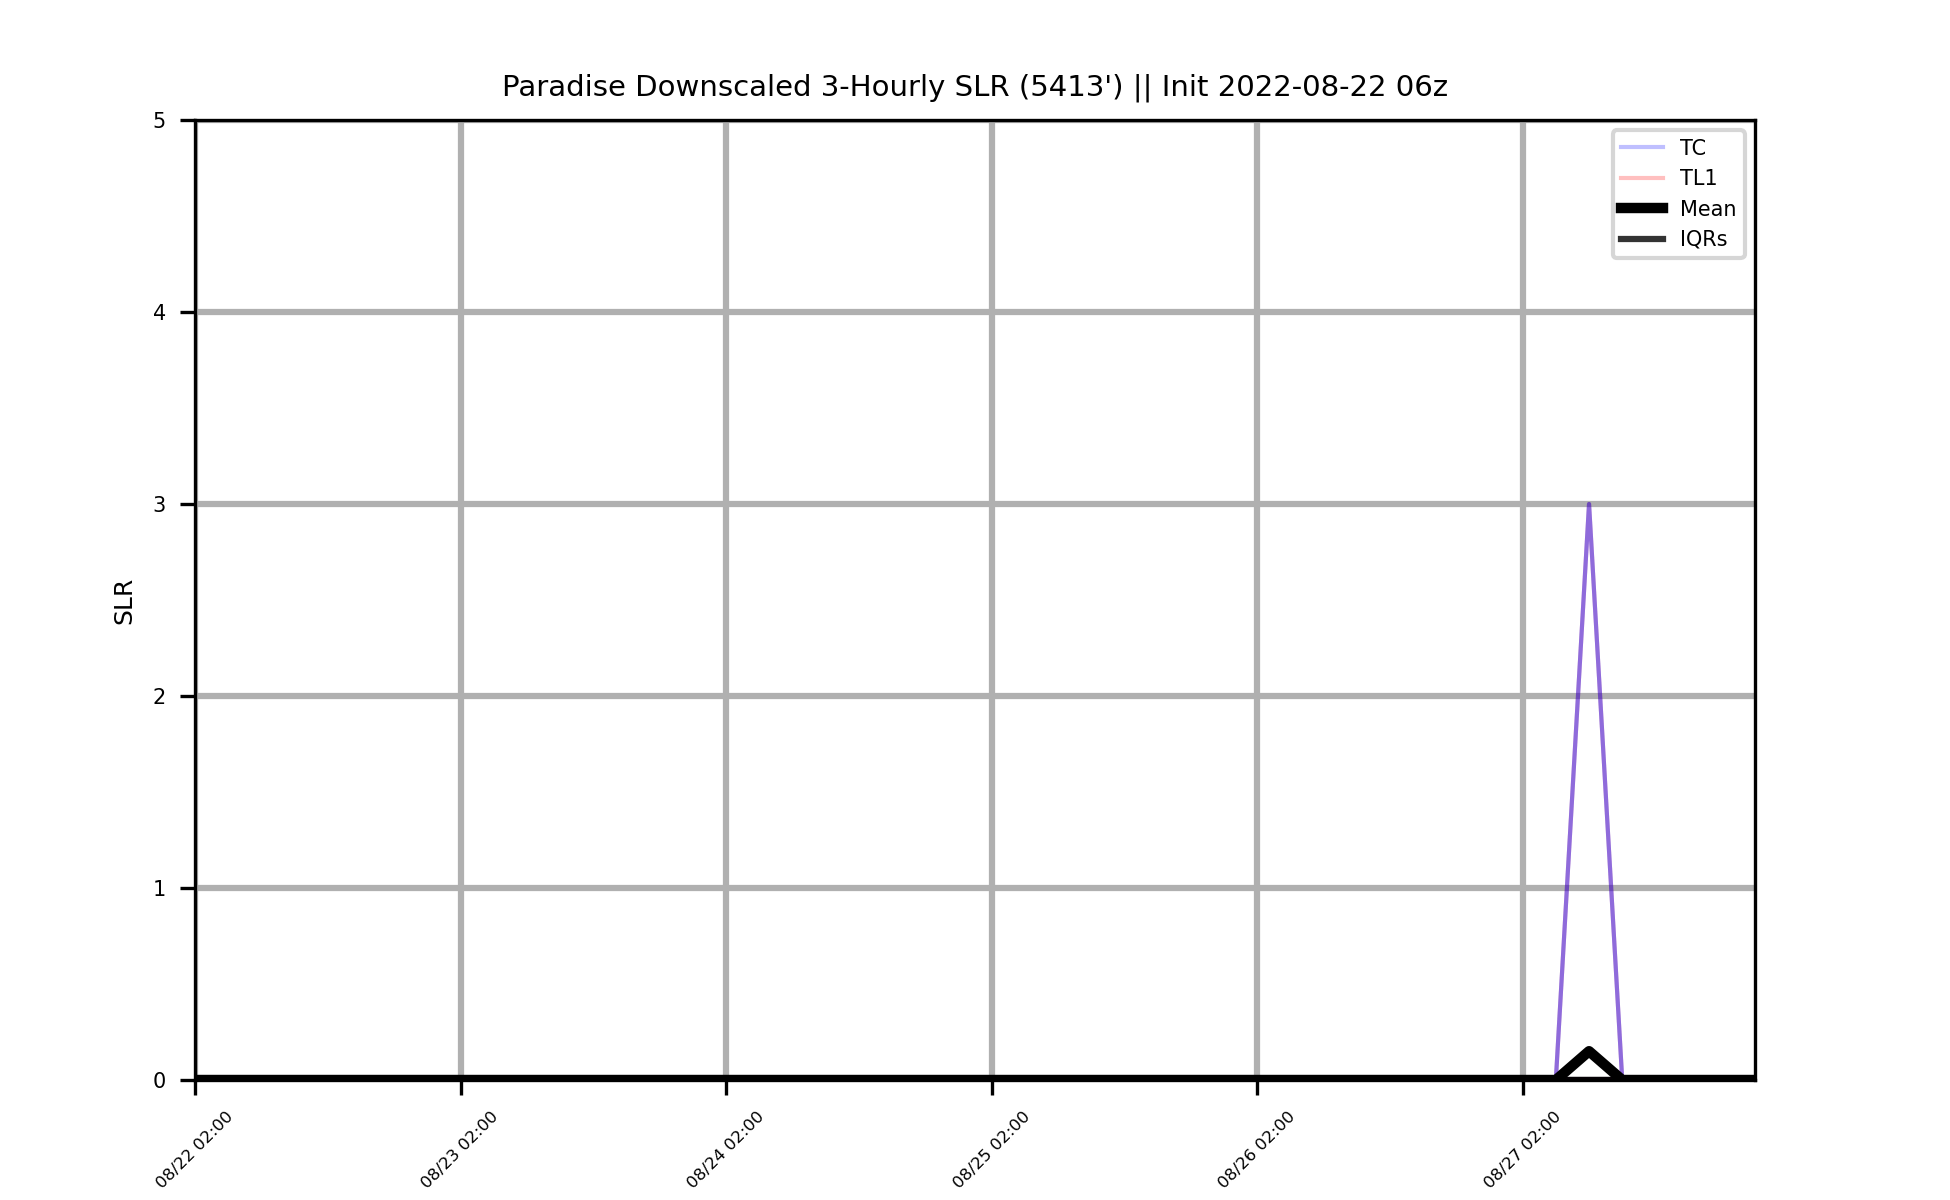 Paradise Downscaled 3-Hourly SLR (5413') || Init 2022-08-22 06z
5
4
3
2
1
0
SLR
TC
TL1
Mean
IQRs
08/22 02:00
08/23 02:00
08/24 02:00
08/25 02:00
08/26 02:00
08/27 02:00